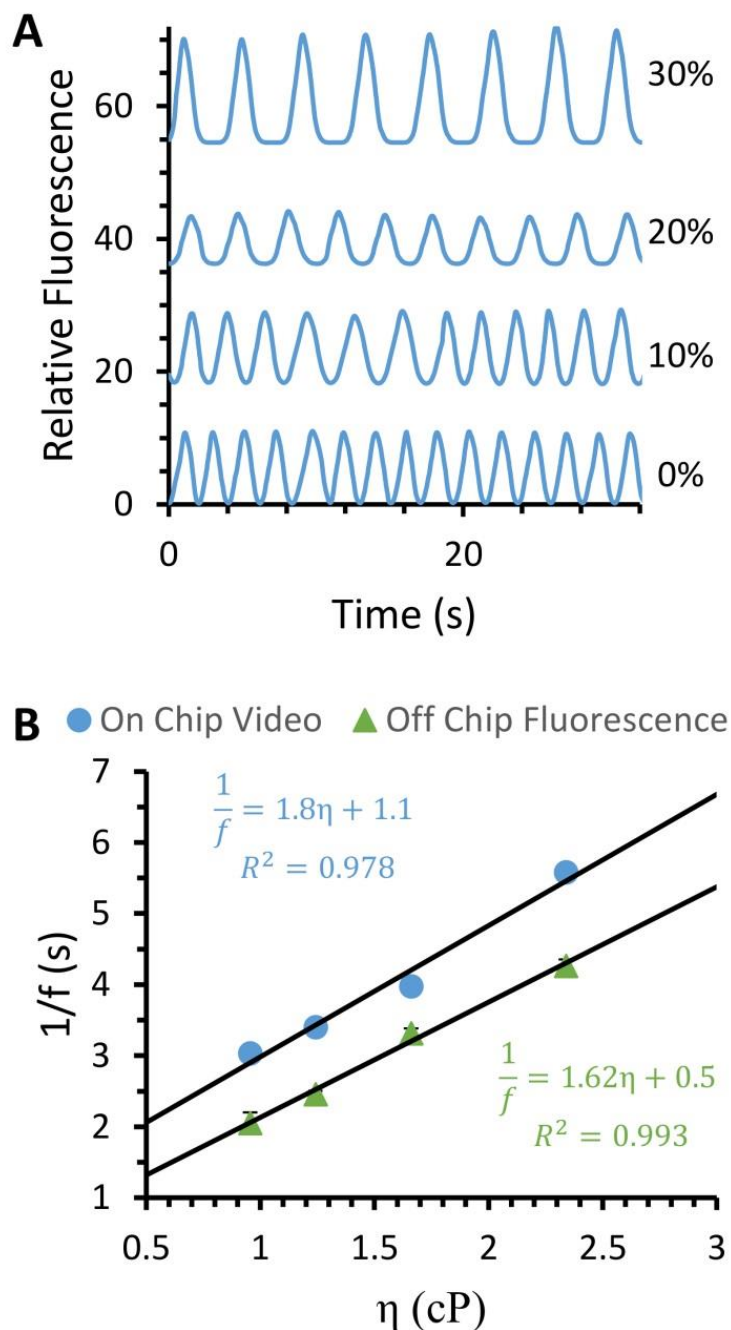 A
Relative Fluorescence
60
40
20
0
30%
20%
10%
0%
0
20
Time (s)
B
On Chip Video
Off Chip Fluorescence
1/f (s)
7
6
5
4
3
2
1
1/f = 1.8η + 1.1
R² = 0.978
1/f = 1.62η + 0.5
R² = 0.993
0.5
1
1.5
2
2.5
3
η (cP)